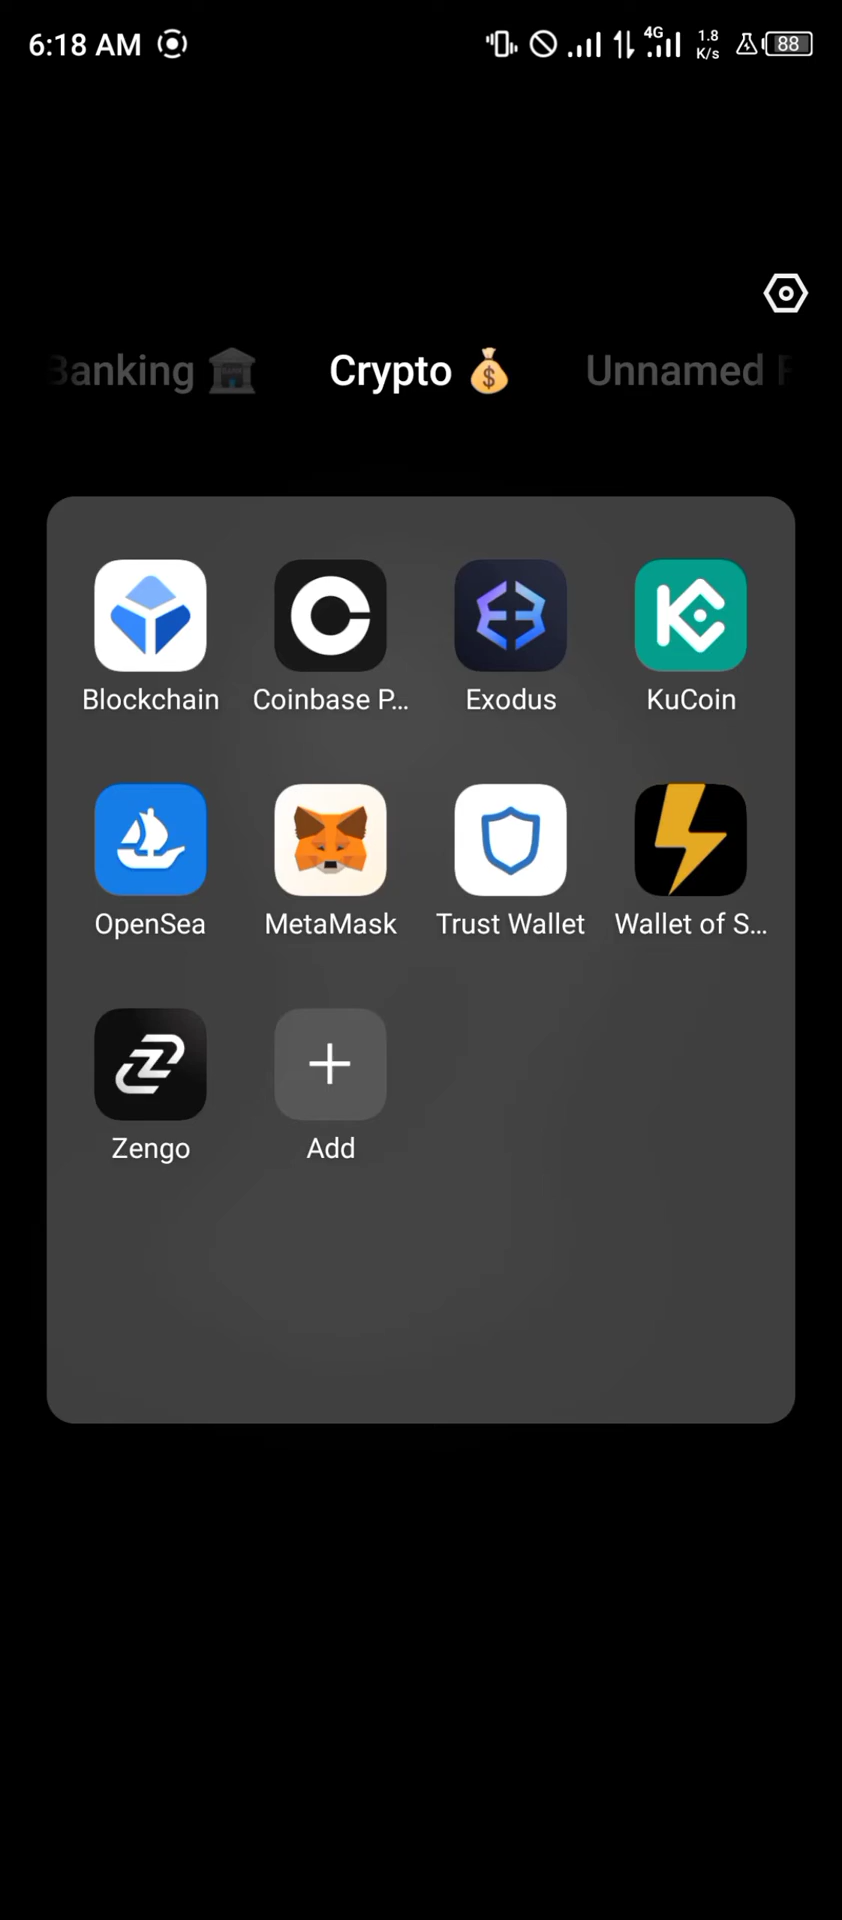 6:18 AM
4G
1.8
K/s
88
Banking
Crypto
Unnamed F
Blockchain
Coinbase P...
Exodus
KuCoin
OpenSea
MetaMask
Trust Wallet
Wallet of S...
Zengo
Add